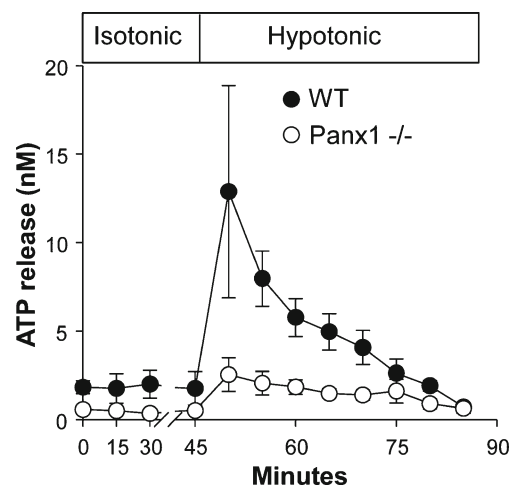 Isotonic Hypotonic
20
WT
Panx1 -/-
15
10
5
0
ATP release (nM)
0 15 30 45 60 75 90
Minutes